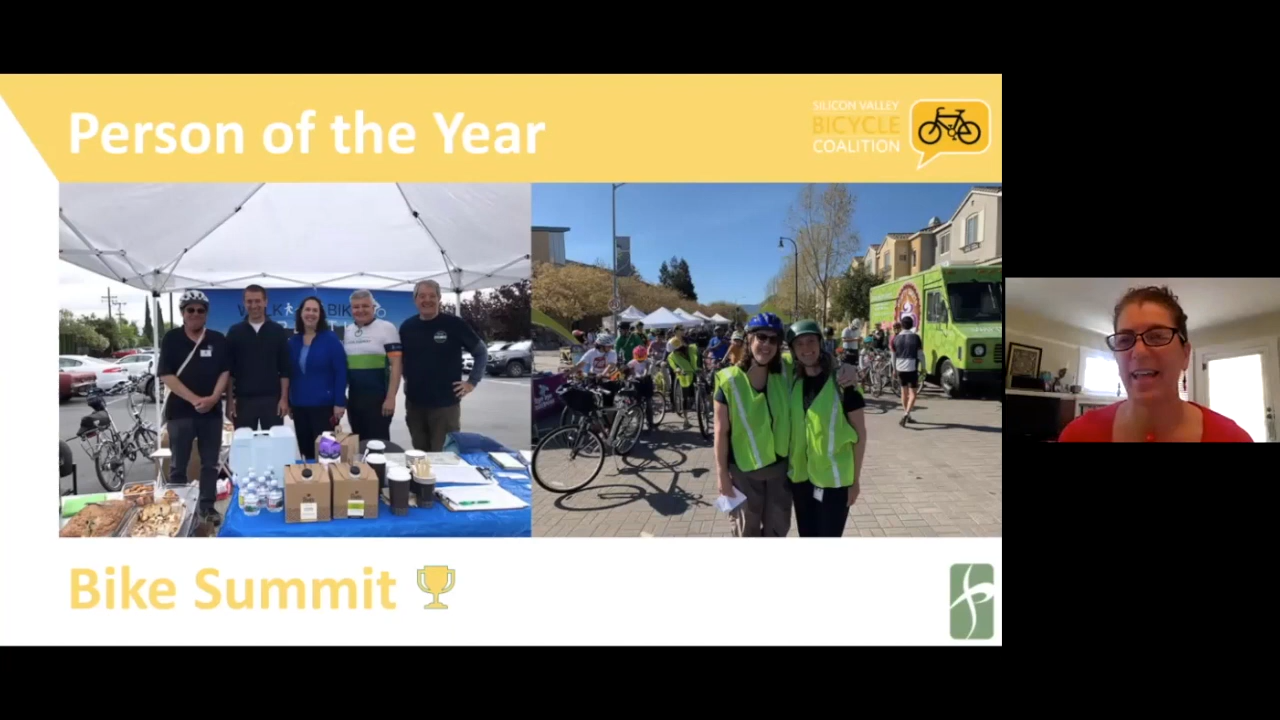 Person of the Year
SILICON VALLEY
BICYCLE
COALITION
Bike Summit